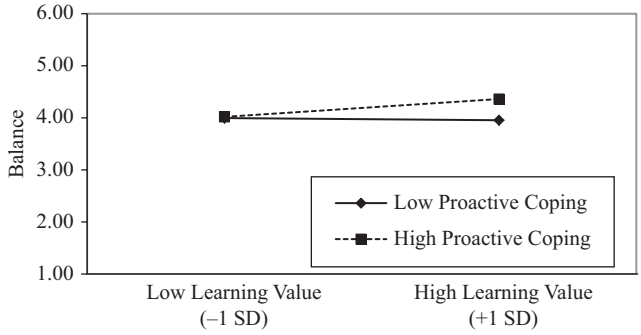 6.00
5.00
4.00
3.00
2.00
1.00
Balance
Low Proactive Coping
High Proactive Coping
Low Learning Value
(–1 SD)
High Learning Value
(+1 SD)